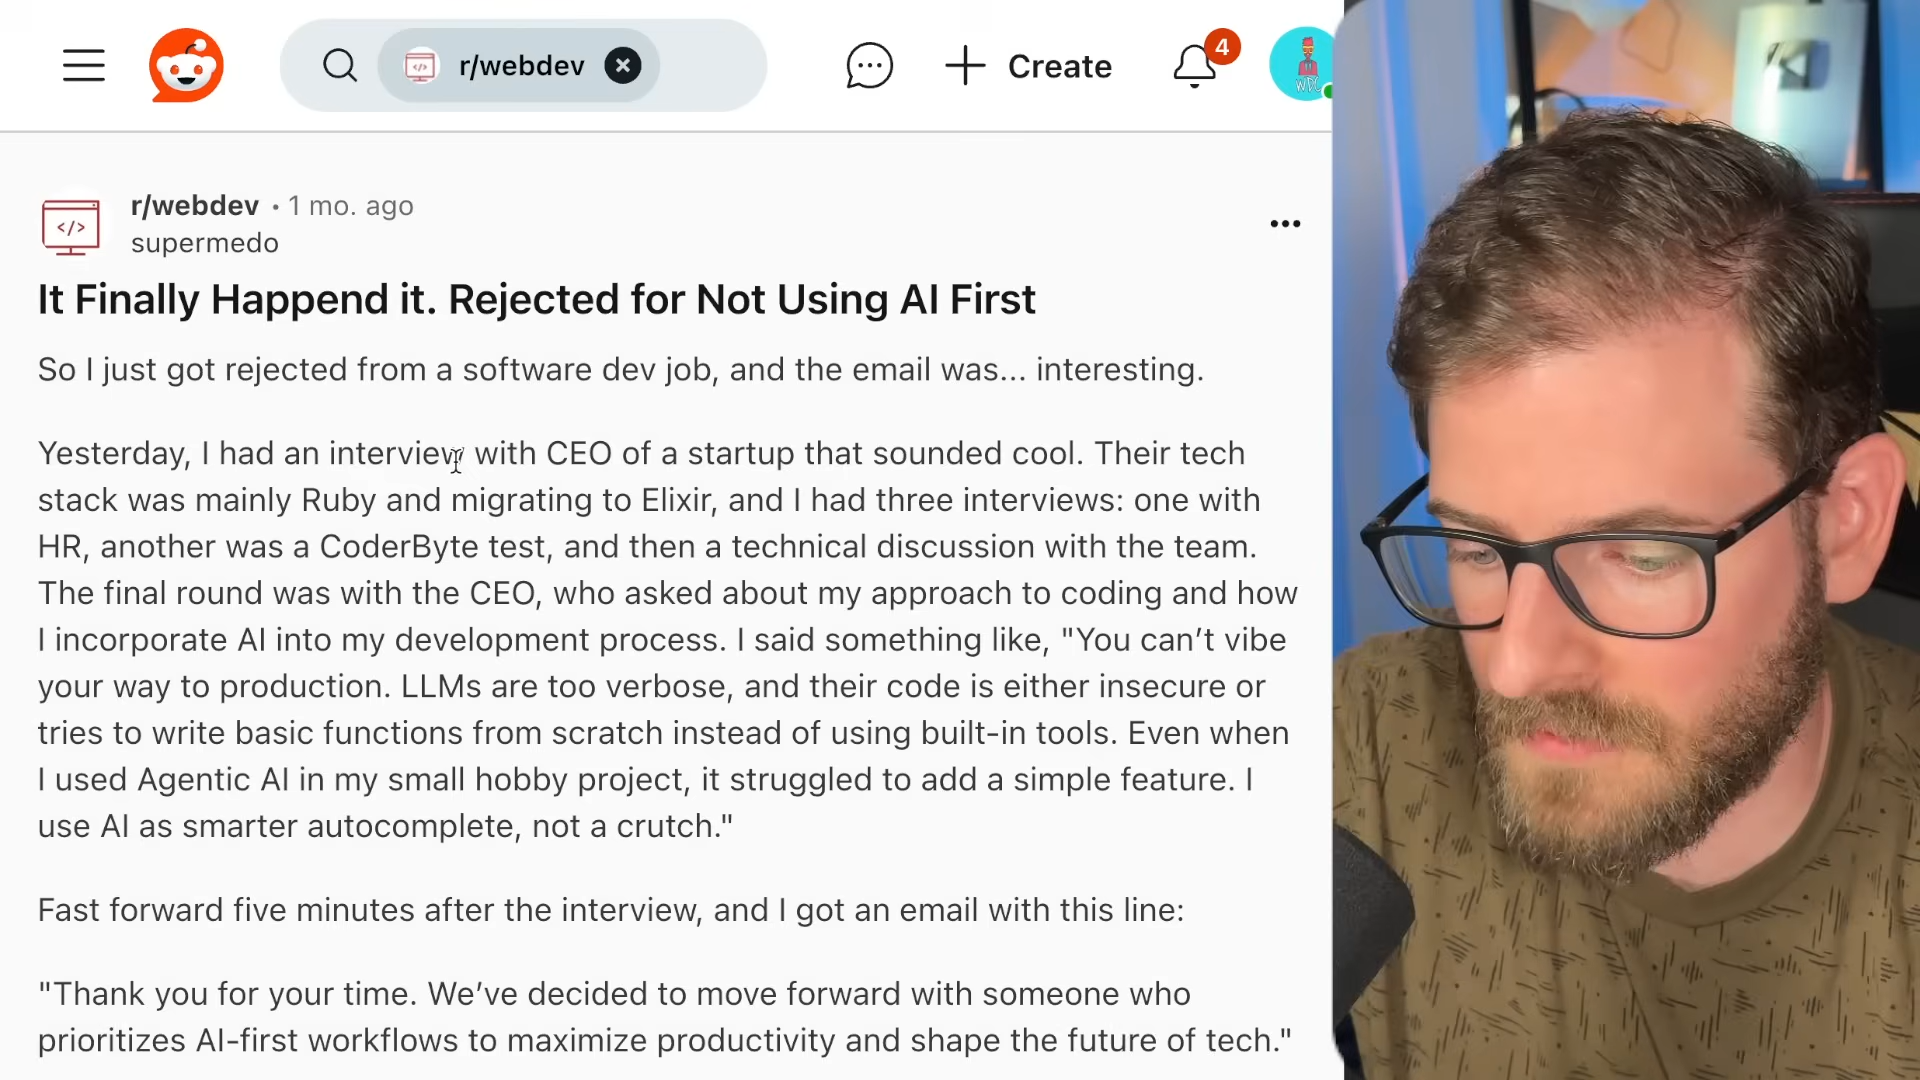 r/webdev
Create
4
WDC
r/webdev • 1 mo. ago
supermedo
It Finally Happend it. Rejected for Not Using AI First
So I just got rejected from a software dev job, and the email was... interesting.
Yesterday, I had an interview with CEO of a startup that sounded cool. Their tech
stack was mainly Ruby and migrating to Elixir, and I had three interviews: one with
HR, another was a CoderByte test, and then a technical discussion with the team.
The final round was with the CEO, who asked about my approach to coding and how
I incorporate AI into my development process. I said something like, "You can’t vibe
your way to production. LLMs are too verbose, and their code is either insecure or
tries to write basic functions from scratch instead of using built-in tools. Even when
I used Agentic AI in my small hobby project, it struggled to add a simple feature. I
use AI as smarter autocomplete, not a crutch."
Fast forward five minutes after the interview, and I got an email with this line:
"Thank you for your time. We’ve decided to move forward with someone who
prioritizes AI-first workflows to maximize productivity and shape the future of tech."